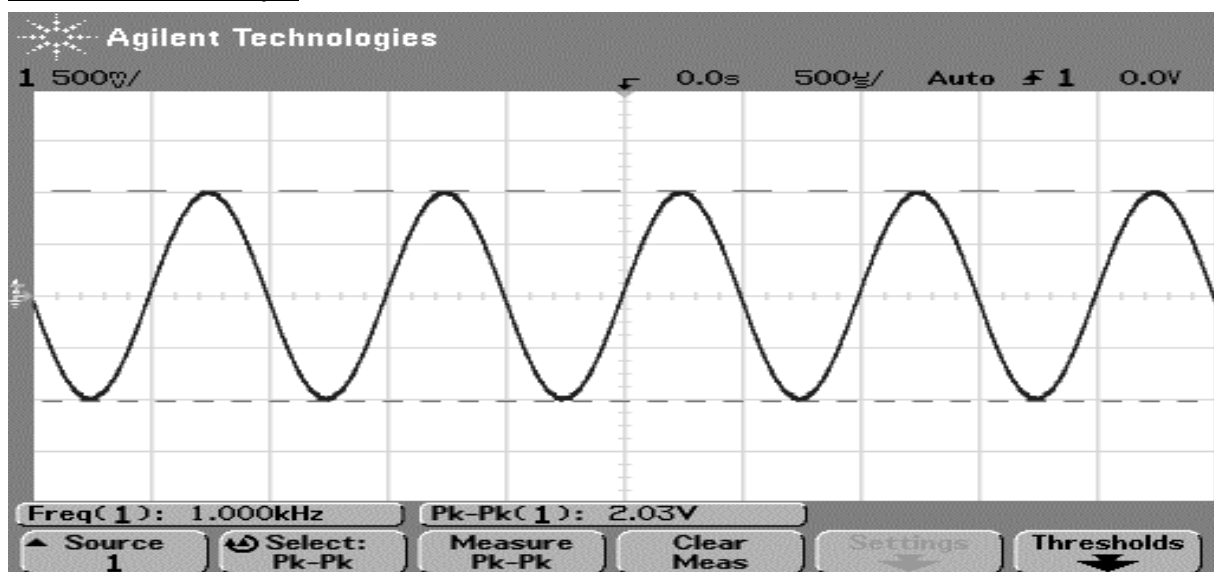 Agilent Technologies
1 500mV/ 0.0s 500µs/ Auto 1 0.0V
Freq(1): 1.000kHz Pk-Pk(1): 2.03V
Source Select: Measure Clear Settings Thresholds
1 Pk-Pk Pk-Pk Meas